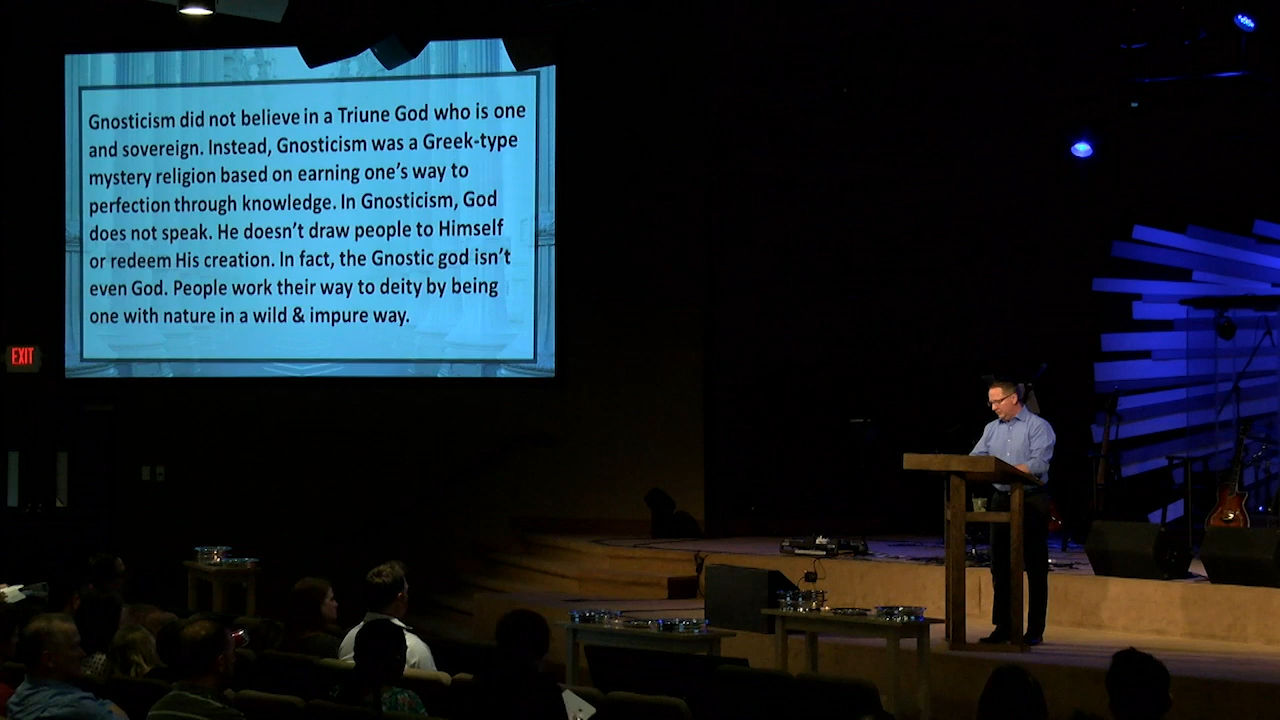 Gnosticism did not believe in a Triune God who is one
and sovereign. Instead, Gnosticism was a Greek-type
mystery religion based on earning one's way to
perfection through knowledge. In Gnosticism, God
does not speak. He doesn't draw people to Himself
or redeem His creation. In fact, the Gnostic god isn't
even God. People work their way to deity by being
one with nature in a wild & impure way.
EXIT